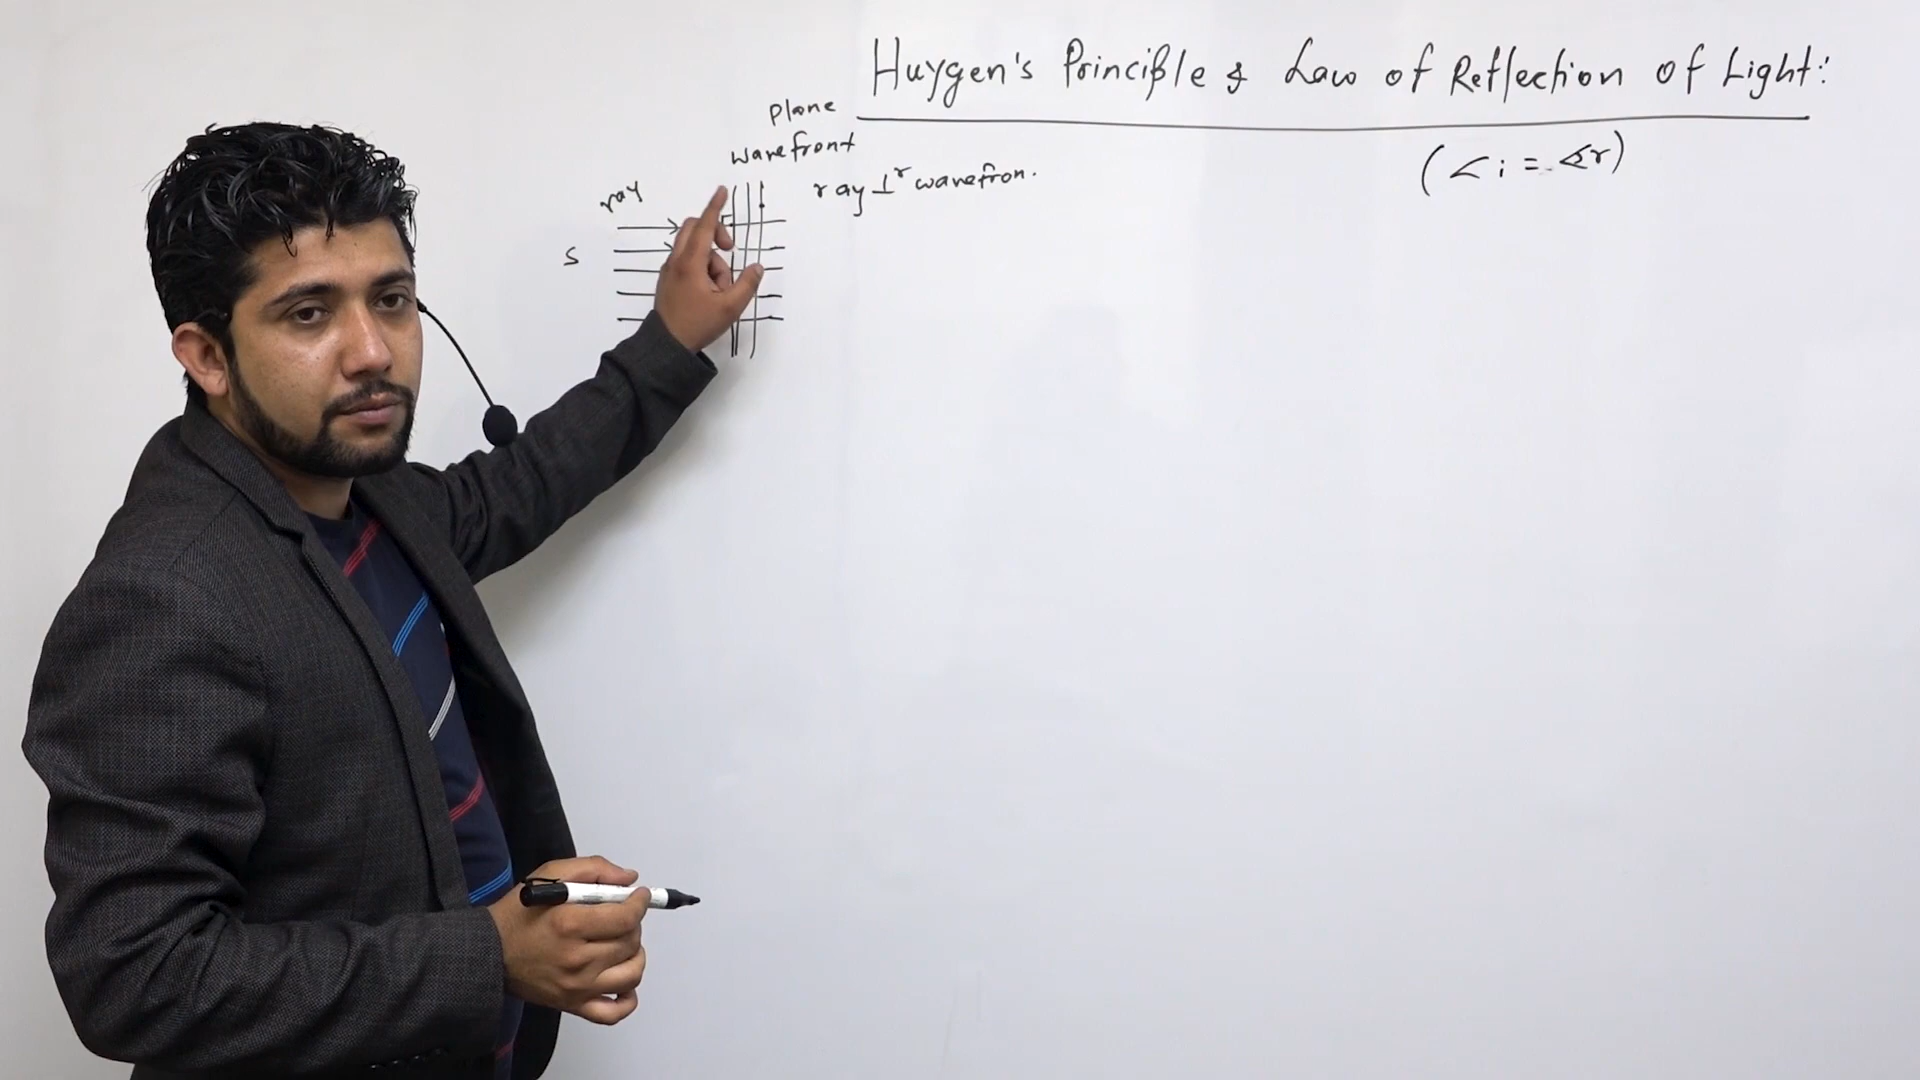 Huygen's Principle & Law of Reflection of Light:
(∠i = ∠r)
Plane
wavefront
ray
ray ⊥ʳ wavefron.
S